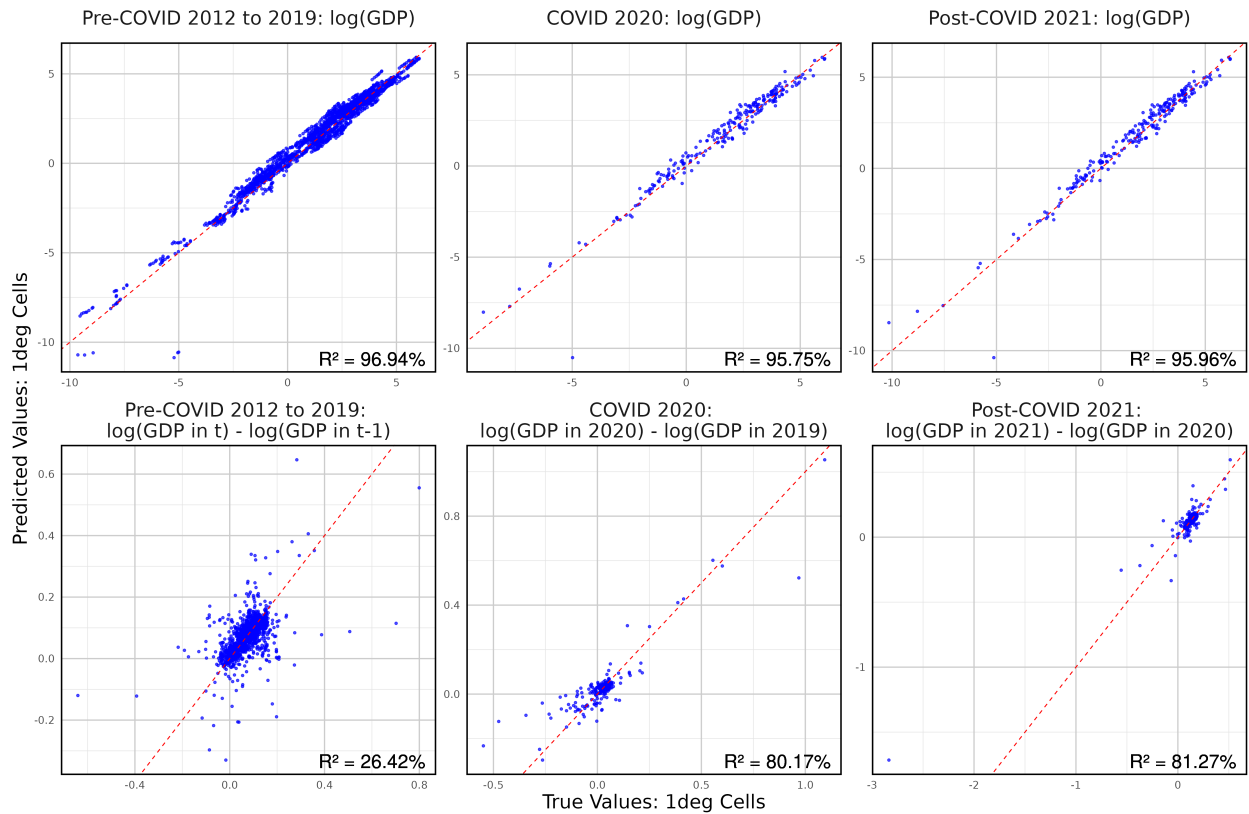 Pre-COVID 2012 to 2019: log(GDP)
COVID 2020: log(GDP)
Post-COVID 2021: log(GDP)
5
0
-5
-10
-10
-5
0
5
R² = 96.94%
5
0
-5
-10
-5
0
5
R² = 95.75%
5
0
-5
-10
-10
-5
0
5
R² = 95.96%
Predicted Values: 1deg Cells
Pre-COVID 2012 to 2019:
log(GDP in t) - log(GDP in t-1)
COVID 2020:
log(GDP in 2020) - log(GDP in 2019)
Post-COVID 2021:
log(GDP in 2021) - log(GDP in 2020)
0.6
0.4
0.2
0.0
-0.2
-0.4
0.0
0.4
0.8
R² = 26.42%
0.8
0.4
0.0
-0.5
0.0
0.5
1.0
R² = 80.17%
0
-1
-3
-2
-1
0
R² = 81.27%
True Values: 1deg Cells